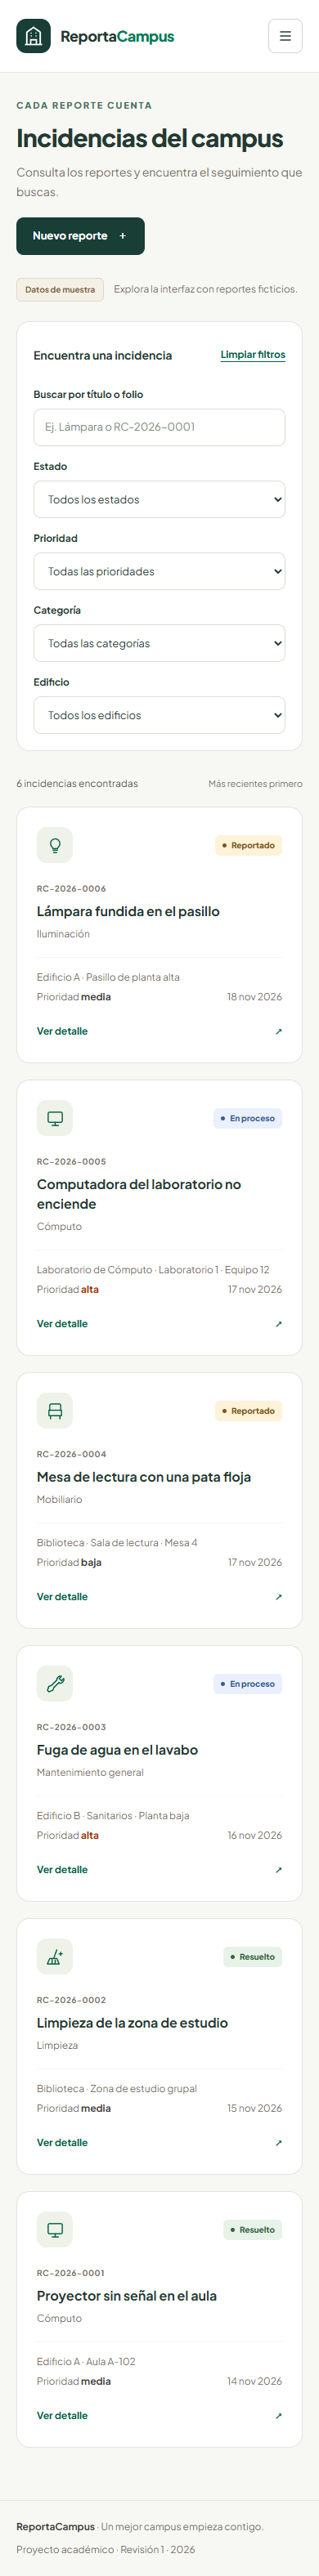 ReportaCampus
CADA REPORTE CUENTA
Incidencias del campus
Consulta los reportes y encuentra el seguimiento que
buscas.
Nuevo reporte +
Datos de muestra Explora la interfaz con reportes ficticios.
Encuentra una incidencia Limpiar filtros
Buscar por título o folio
Ej. Lámpara o RC-2026-0001
Estado
Todos los estados
Prioridad
Todas las prioridades
Categoría
Todas las categorías
Edificio
Todos los edificios
6 incidencias encontradas Más recientes primero
Reportado
RC-2026-0006
Lámpara fundida en el pasillo
Iluminación
Edificio A · Pasillo de planta alta
Prioridad media 18 nov 2026
Ver detalle ↗
En proceso
RC-2026-0005
Computadora del laboratorio no
enciende
Cómputo
Laboratorio de Cómputo · Laboratorio 1 · Equipo 12
Prioridad alta 17 nov 2026
Ver detalle ↗
Reportado
RC-2026-0004
Mesa de lectura con una pata floja
Mobiliario
Biblioteca · Sala de lectura · Mesa 4
Prioridad baja 17 nov 2026
Ver detalle ↗
En proceso
RC-2026-0003
Fuga de agua en el lavabo
Mantenimiento general
Edificio B · Sanitarios · Planta baja
Prioridad alta 16 nov 2026
Ver detalle ↗
Resuelto
RC-2026-0002
Limpieza de la zona de estudio
Limpieza
Biblioteca · Zona de estudio grupal
Prioridad media 15 nov 2026
Ver detalle ↗
Resuelto
RC-2026-0001
Proyector sin señal en el aula
Cómputo
Edificio A · Aula A-102
Prioridad media 14 nov 2026
Ver detalle ↗
ReportaCampus · Un mejor campus empieza contigo.
Proyecto académico · Revisión 1 · 2026